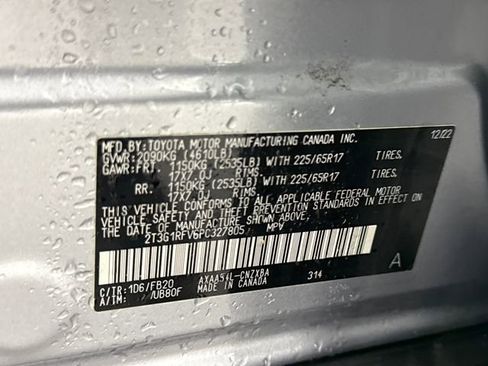 MFD.BY:TOYOTA MOTOR MANUFACTURING CANADA INC.
12/22
GVWR:2090KG (4610LB)
GAWR:FRT 1150KG (2535LB) WITH 225/65R17 TIRES.
17X7.0J RIMS.
RR: 1150KG (2535LB) WITH 225/65R17 TIRES.
17X7.0J RIMS.
THIS VEHICLE CONFORMS TO ALL APPLICABLE FEDERAL MOTOR
VEHICLE SAFETY AND THEFT PREVENTION STANDARDS IN EFFECT
ON THE DATE OF MANUFACTURE SHOWN ABOVE.
2T3G1RFV6PC327805 MPV
C/TR:1D6/FB20 AXAA54L-CNZXBA 314 A
A/TM: /UB80F MADE IN CANADA